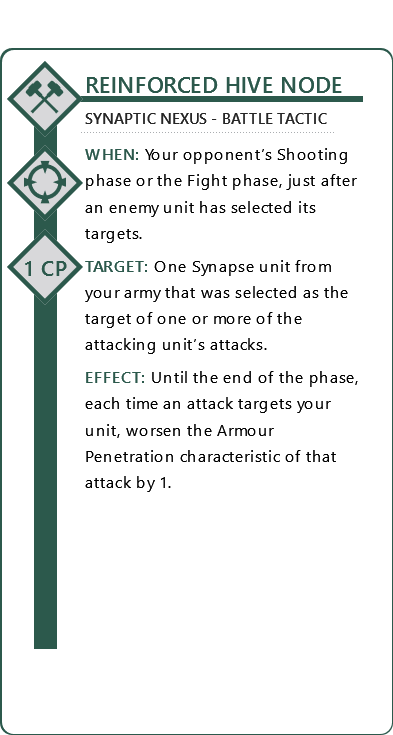 REINFORCED HIVE NODE
SYNAPTIC NEXUS - BATTLE TACTIC
WHEN: Your opponent's Shooting
phase or the Fight phase, just after
an enemy unit has selected its
targets.
1 CP
TARGET: One Synapse unit from
your army that was selected as the
target of one or more of the
attacking unit's attacks.
EFFECT: Until the end of the phase,
each time an attack targets your
unit, worsen the Armour
Penetration characteristic of that
attack by 1.